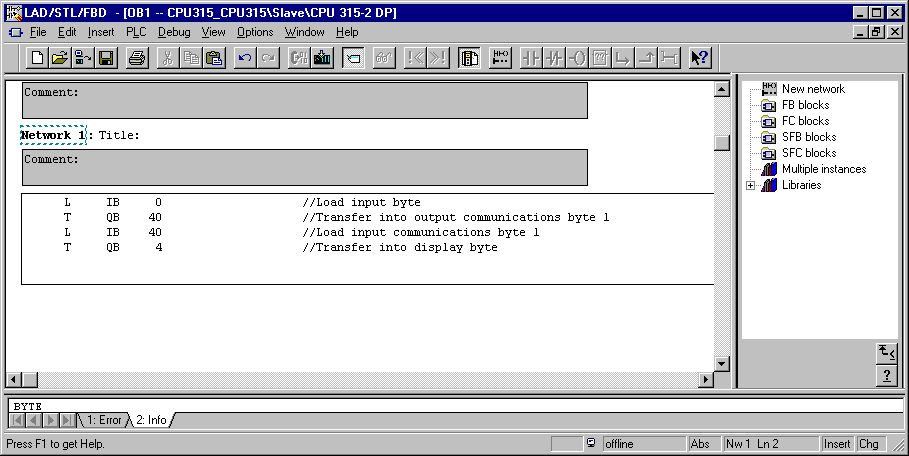 LAD/STL/FBD - [OB1 -- CPU315_CPU315\Slave\CPU 315-2 DP]
File Edit Insert PLC Debug View Options Window Help
Comment:
Network 1: Title:
Comment:
L IB 0 //Load input byte
T QB 40 //Transfer into output communications byte 1
L IB 40 //Load input communications byte 1
T QB 4 //Transfer into display byte
New network
FB blocks
FC blocks
SFB blocks
SFC blocks
Multiple instances
Libraries
BYTE
1: Error 2: Info
Press F1 to get Help. offline Abs Nw 1 Ln 2 Insert Chg